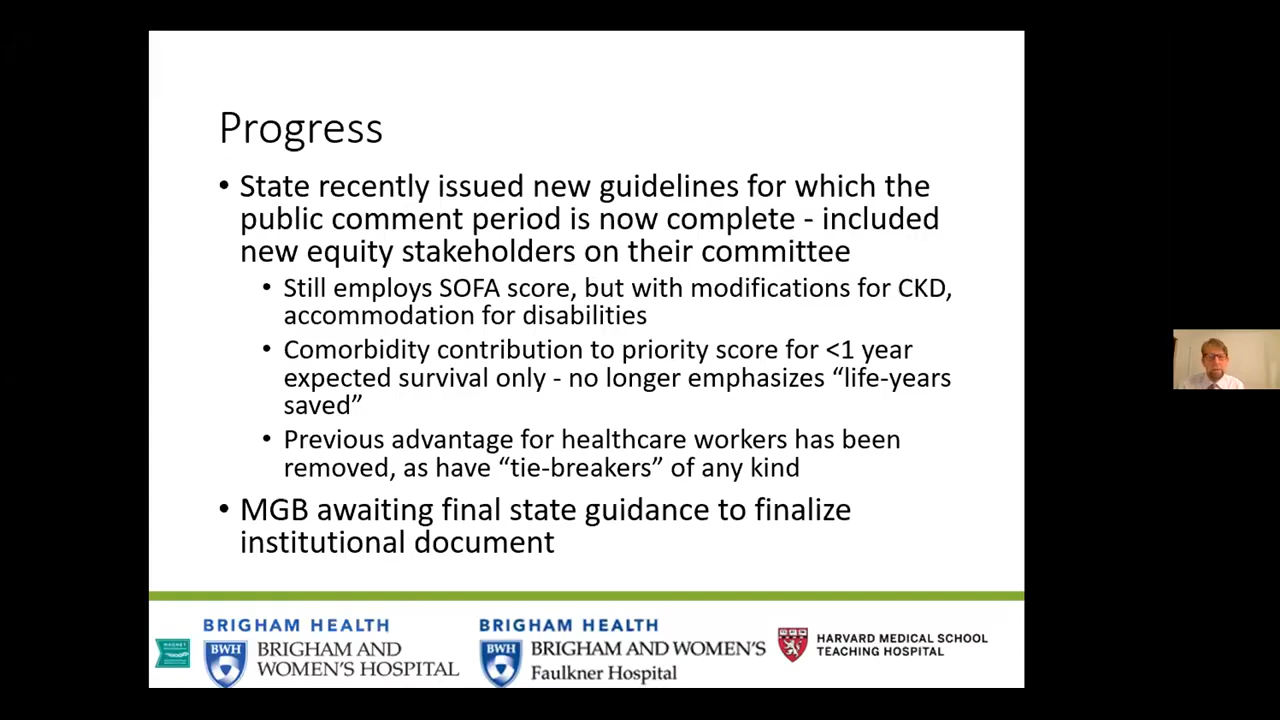 Progress
• State recently issued new guidelines for which the
public comment period is now complete - included
new equity stakeholders on their committee
• Still employs SOFA score, but with modifications for CKD,
accommodation for disabilities
• Comorbidity contribution to priority score for <1 year
expected survival only - no longer emphasizes “life-years
saved”
• Previous advantage for healthcare workers has been
removed, as have “tie-breakers” of any kind
• MGB awaiting final state guidance to finalize
institutional document
MAGNET
BRIGHAM HEALTH
BWH
BRIGHAM AND
WOMEN'S HOSPITAL
BRIGHAM HEALTH
BWH
BRIGHAM AND WOMEN'S
Faulkner Hospital
HARVARD MEDICAL SCHOOL
TEACHING HOSPITAL